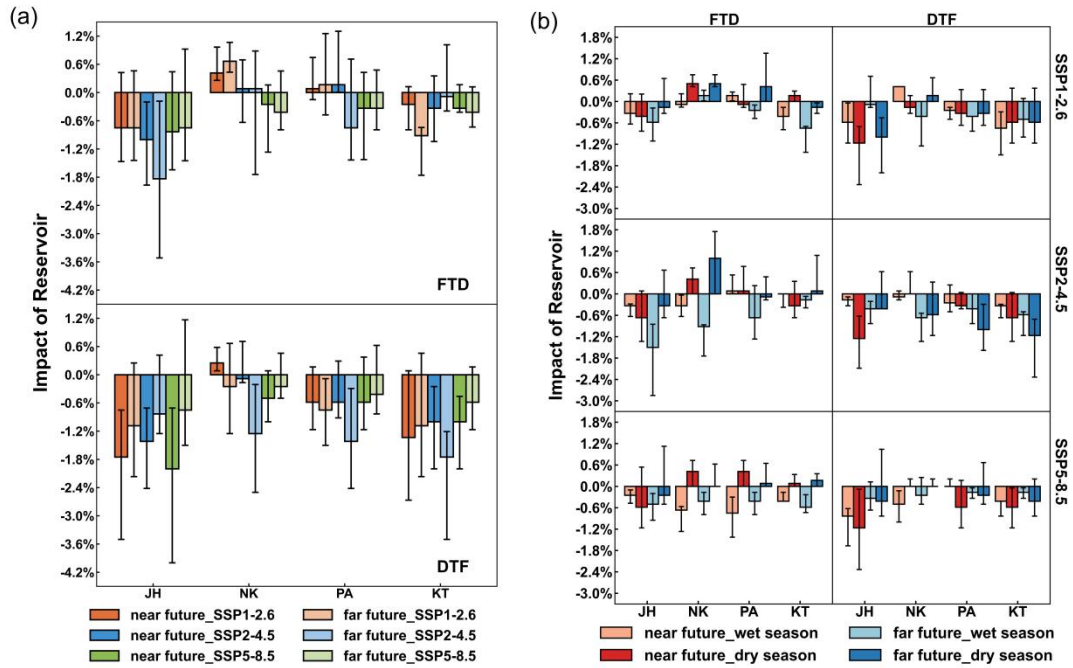 (a)
1.2%
0.6%
0.0%
-0.6%
-1.2%
-1.8%
-2.4%
-3.0%
-3.6%
-4.2%
FTD
1.2%
0.6%
0.0%
-0.6%
-1.2%
-1.8%
-2.4%
-3.0%
-3.6%
-4.2%
DTF
Impact of Reservoir
JH NK PA KT
near future_SSP1-2.6 far future_SSP1-2.6
near future_SSP2-4.5 far future_SSP2-4.5
near future_SSP5-8.5 far future_SSP5-8.5
(b)
FTD DTF
1.8%
1.2%
0.6%
0.0%
-0.6%
-1.2%
-1.8%
-2.4%
-3.0%
SSP1-2.6
1.8%
1.2%
0.6%
0.0%
-0.6%
-1.2%
-1.8%
-2.4%
-3.0%
SSP2-4.5
1.8%
1.2%
0.6%
0.0%
-0.6%
-1.2%
-1.8%
-2.4%
-3.0%
SSP5-8.5
Impact of Reservoir
JH NK PA KT JH NK PA KT
near future_wet season far future_wet season
near future_dry season far future_dry season